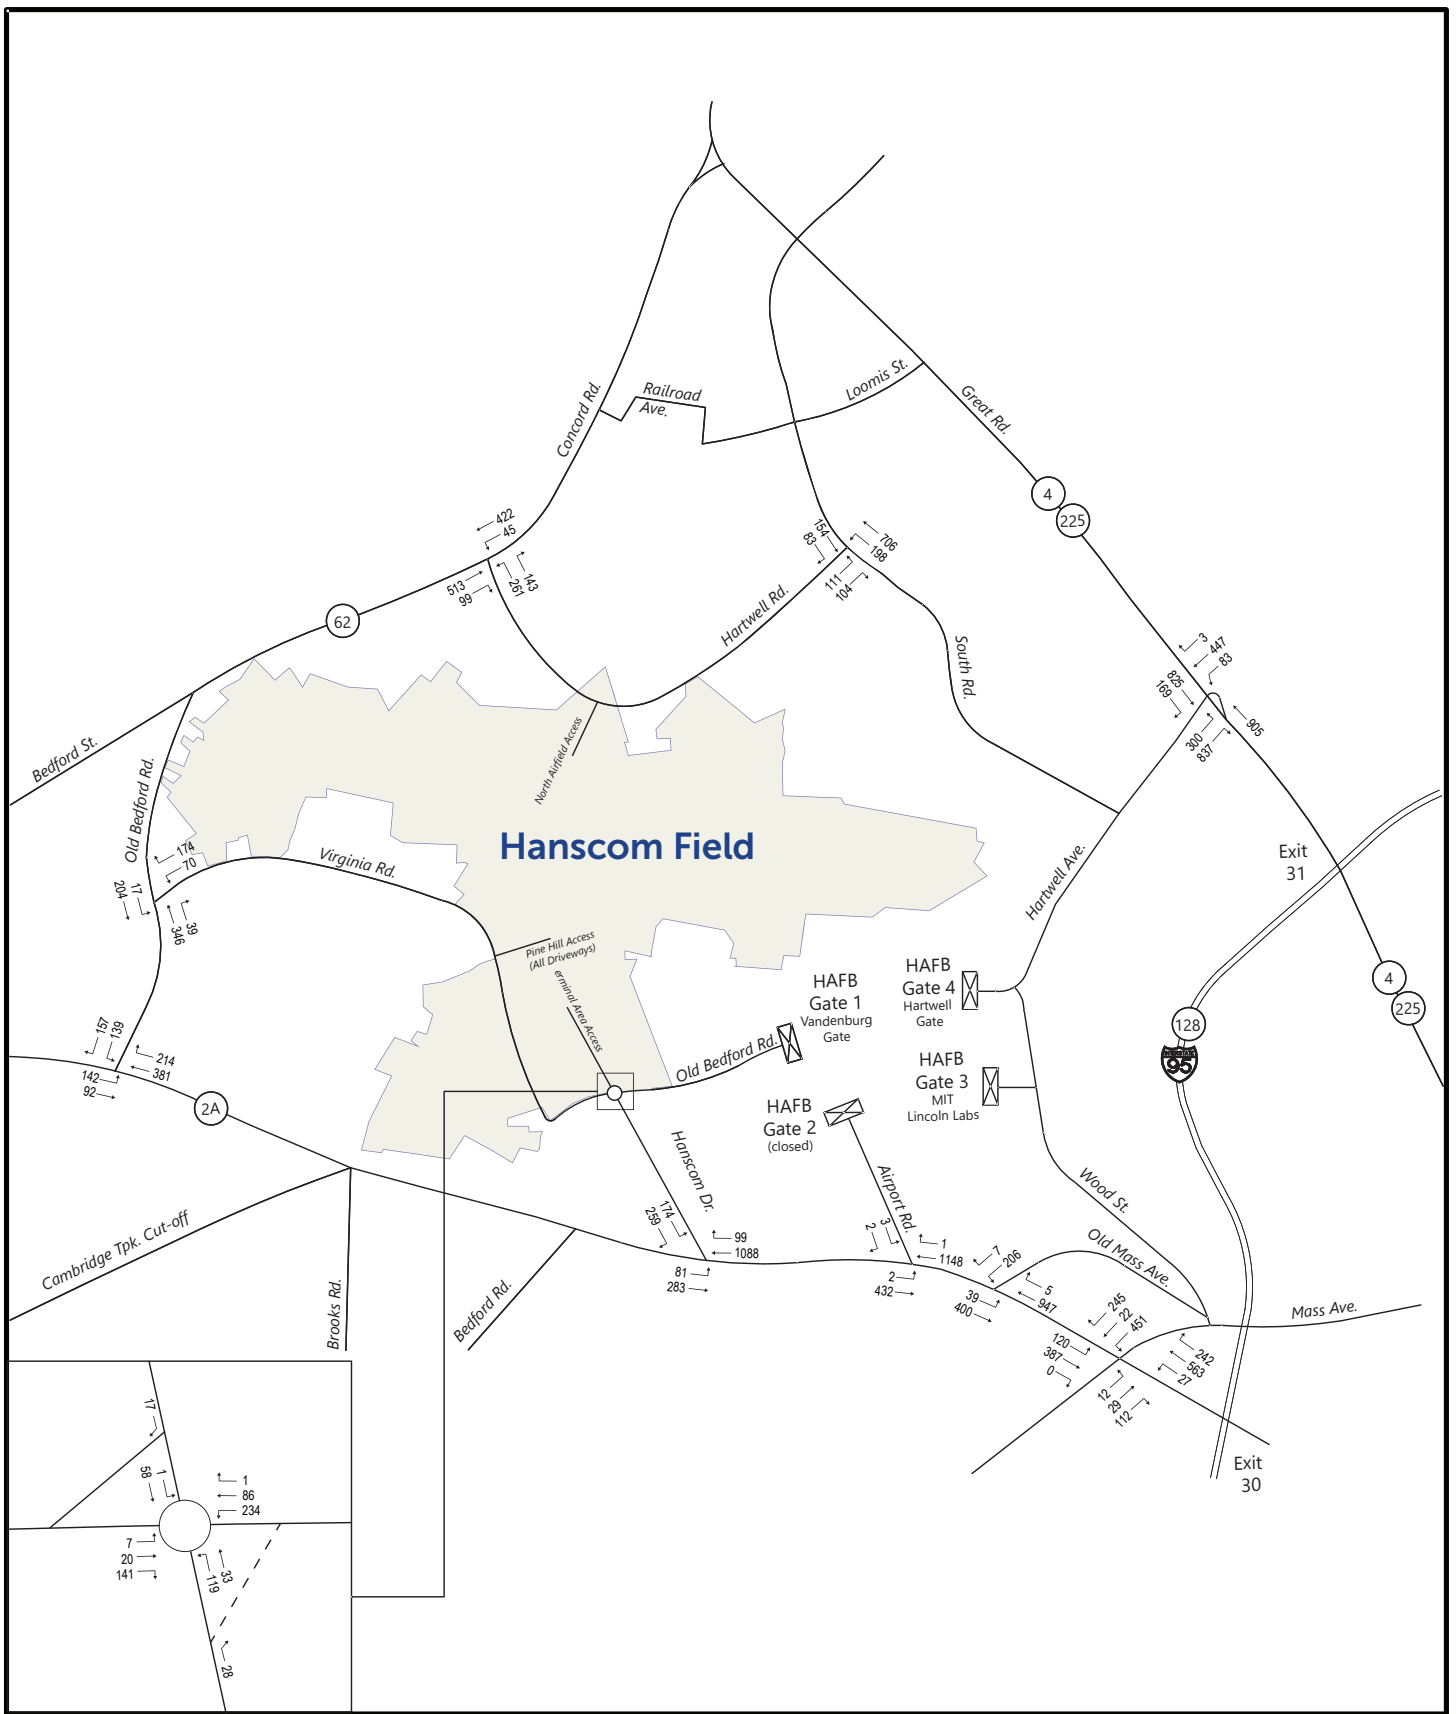 Railroad
Ave.
Loomis St.
Concord Rd.
Great Rd.
4
225
422
45
513
99
261
143
154
83
706
198
111
104
62
Hartwell Rd.
South Rd.
3
447
83
825
169
905
300
837
Bedford St.
Old Bedford Rd.
North Airfield Access
Hanscom Field
Virginia Rd.
174
70
17
204
39
346
Hartwell Ave.
Exit
31
Pine Hill Access
(All Driveways)
erminal Area Access
HAFB
Gate 1
Vandenburg
Gate
HAFB
Gate 4
Hartwell
Gate
4
225
128
INTERSTATE
95
157
139
214
381
142
92
2A
Old Bedford Rd.
HAFB
Gate 3
MIT
Lincoln Labs
HAFB
Gate 2
(closed)
Hanscom Dr.
Airport Rd.
Wood St.
Old Mass Ave.
Mass Ave.
Cambridge Tpk. Cut-off
Brooks Rd.
Bedford Rd.
174
259
99
1088
81
283
3
2
1
1148
2
432
7
206
5
947
39
400
245
22
451
120
387
0
242
563
27
12
29
112
Exit
30
17
1
58
1
86
234
7
20
141
33
119
28